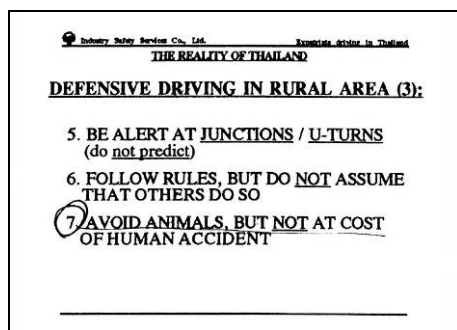 Industry Safety Services Co., Ltd. Expatriate driving in Thailand
THE REALITY OF THAILAND
DEFENSIVE DRIVING IN RURAL AREA (3):
5. BE ALERT AT JUNCTIONS / U-TURNS
(do not predict)
6. FOLLOW RULES, BUT DO NOT ASSUME
THAT OTHERS DO SO
7. AVOID ANIMALS, BUT NOT AT COST
OF HUMAN ACCIDENT